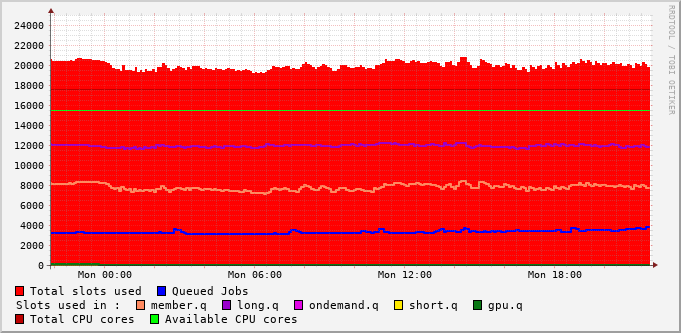 RRDTOOL / TOBI OETIKER
24000
22000
20000
18000
16000
14000
12000
10000
8000
6000
4000
2000
0
Mon 00:00 Mon 06:00 Mon 12:00 Mon 18:00
Total slots used Queued Jobs
Slots used in : member.q long.q ondemand.q short.q gpu.q
Total CPU cores Available CPU cores